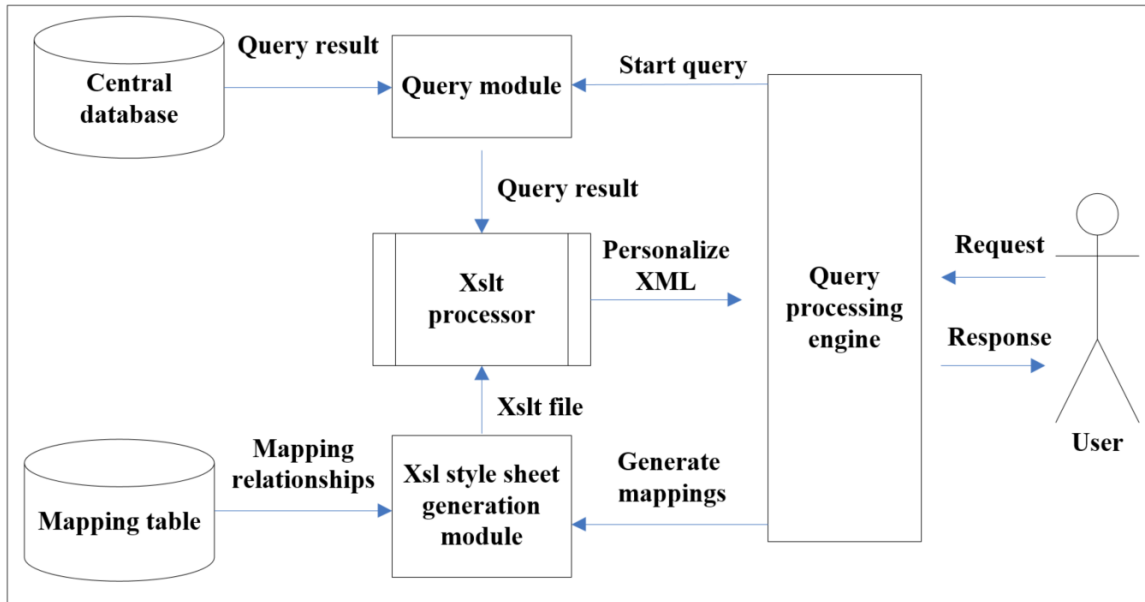 Central
database
Query result
Query module
Start query
Query result
Xslt
processor
Personalize
XML
Query
processing
engine
Request
Response
User
Xslt file
Mapping table
Mapping
relationships
Xsl style sheet
generation
module
Generate
mappings